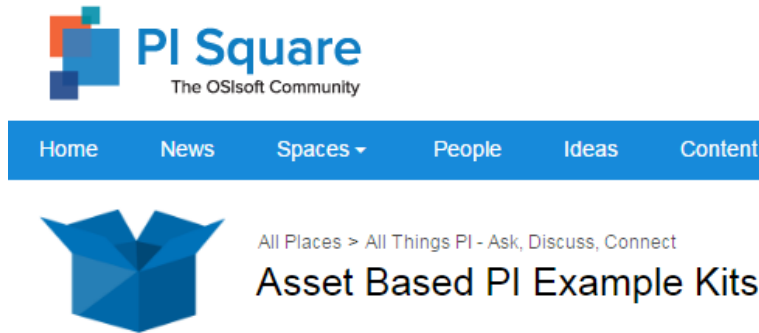 PI Square
The OSIsoft Community
Home News Spaces People Ideas Content
All Places > All Things PI - Ask, Discuss, Connect
Asset Based PI Example Kits